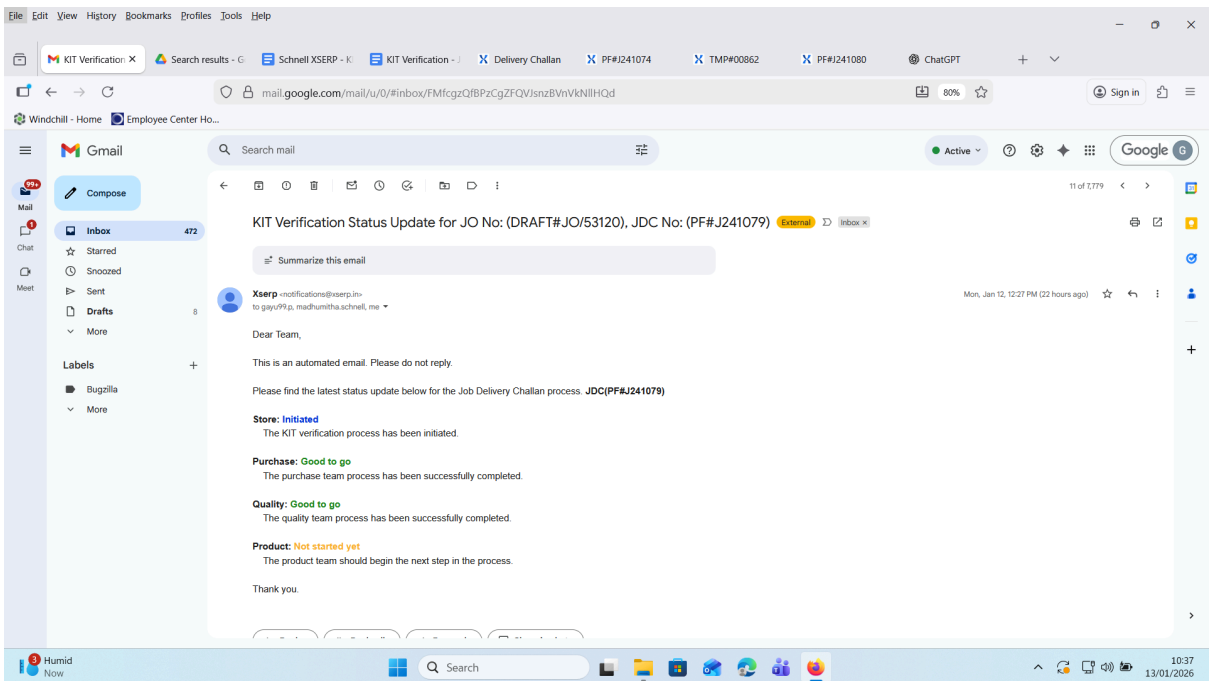 File Edit View History Bookmarks Profiles Tools Help
KIT Verification × Search results - G Schnell XSERP - K KIT Verification - J Delivery Challan PF#J241074 TMP#00862 PF#J241080 ChatGPT
mail.google.com/mail/u/0/#inbox/FMfcgzQfBPzCgZFQVJsnzBVnVkNllHQd 80% Sign in
Windchill - Home Employee Center Ho...
Gmail Search mail Active Google G
99+ Mail
Compose
11 of 7,779
KIT Verification Status Update for JO No: (DRAFT#JO/53120), JDC No: (PF#J241079) External Inbox ×
1 Chat
Meet
Inbox 472
Starred
Snoozed
Sent
Drafts 8
More
Labels
Bugzilla
More
Summarize this email
Xserp <notifications@xserp.in> Mon, Jan 12, 12:27 PM (22 hours ago)
to gayu99.p, madhumitha.schnell, me
Dear Team,
This is an automated email. Please do not reply.
Please find the latest status update below for the Job Delivery Challan process. JDC(PF#J241079)
Store: Initiated
The KIT verification process has been initiated.
Purchase: Good to go
The purchase team process has been successfully completed.
Quality: Good to go
The quality team process has been successfully completed.
Product: Not started yet
The product team should begin the next step in the process.
Thank you.
3 Humid
Now
Search
10:37
13/01/2026